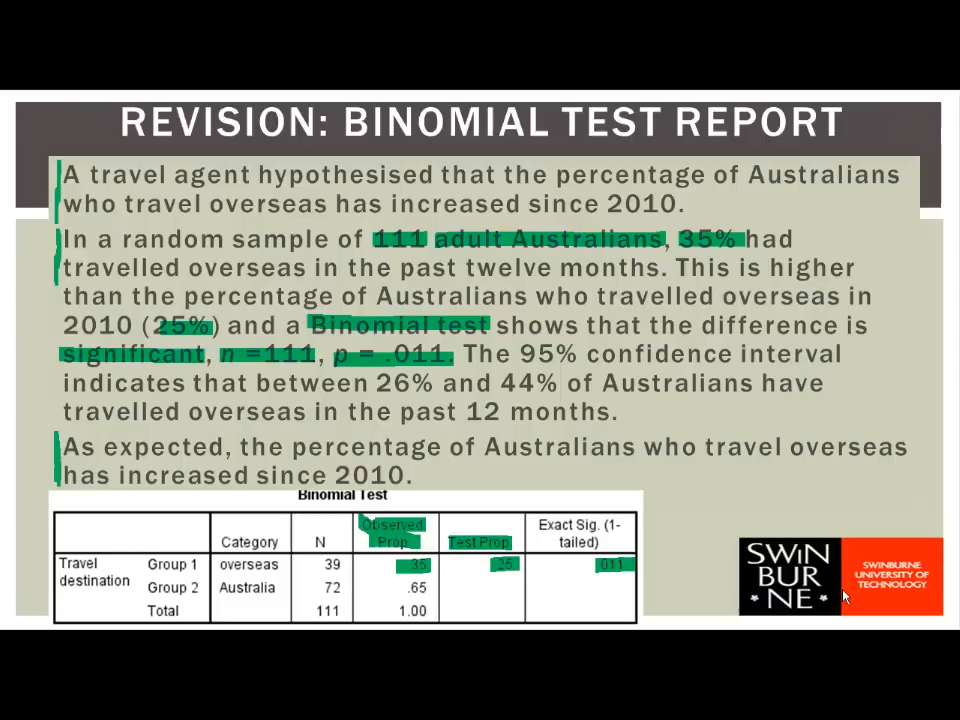 REVISION: BINOMIAL TEST REPORT
A travel agent hypothesised that the percentage of Australians
who travel overseas has increased since 2010.
In a random sample of 111 adult Australians, 35% had
travelled overseas in the past twelve months. This is higher
than the percentage of Australians who travelled overseas in
2010 (25%) and a Binomial test shows that the difference is
significant, n =111, p = .011. The 95% confidence interval
indicates that between 26% and 44% of Australians have
travelled overseas in the past 12 months.
As expected, the percentage of Australians who travel overseas
has increased since 2010.
Binomial Test
Category N Observed Prop. Test Prop. Exact Sig. (1-tailed)
Travel destination Group 1 overseas 39 .35 .25 .011
Group 2 Australia 72 .65
Total 111 1.00
SWIN
BUR
NE
SWINBURNE
UNIVERSITY OF
TECHNOLOGY